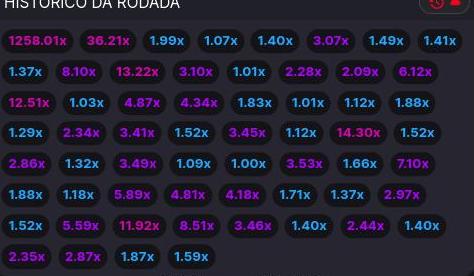 HISTÓRICO DA RODADA
1258.01x 36.21x 1.99x 1.07x 1.40x 3.07x 1.49x 1.41x
1.37x 8.10x 13.22x 3.10x 1.01x 2.28x 2.09x 6.12x
12.51x 1.03x 4.87x 4.34x 1.83x 1.01x 1.12x 1.88x
1.29x 2.34x 3.41x 1.52x 3.45x 1.12x 14.30x 1.52x
2.86x 1.32x 3.49x 1.09x 1.00x 3.53x 1.66x 7.10x
1.88x 1.18x 5.89x 4.81x 4.18x 1.71x 1.37x 2.97x
1.52x 5.59x 11.92x 8.51x 3.46x 1.40x 2.44x 1.40x
2.35x 2.87x 1.87x 1.59x